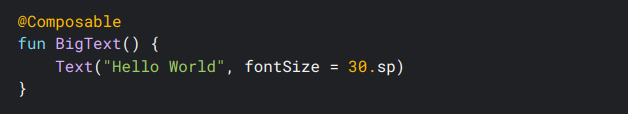 @Composable
fun BigText() {
    Text("Hello World", fontSize = 30.sp)
}